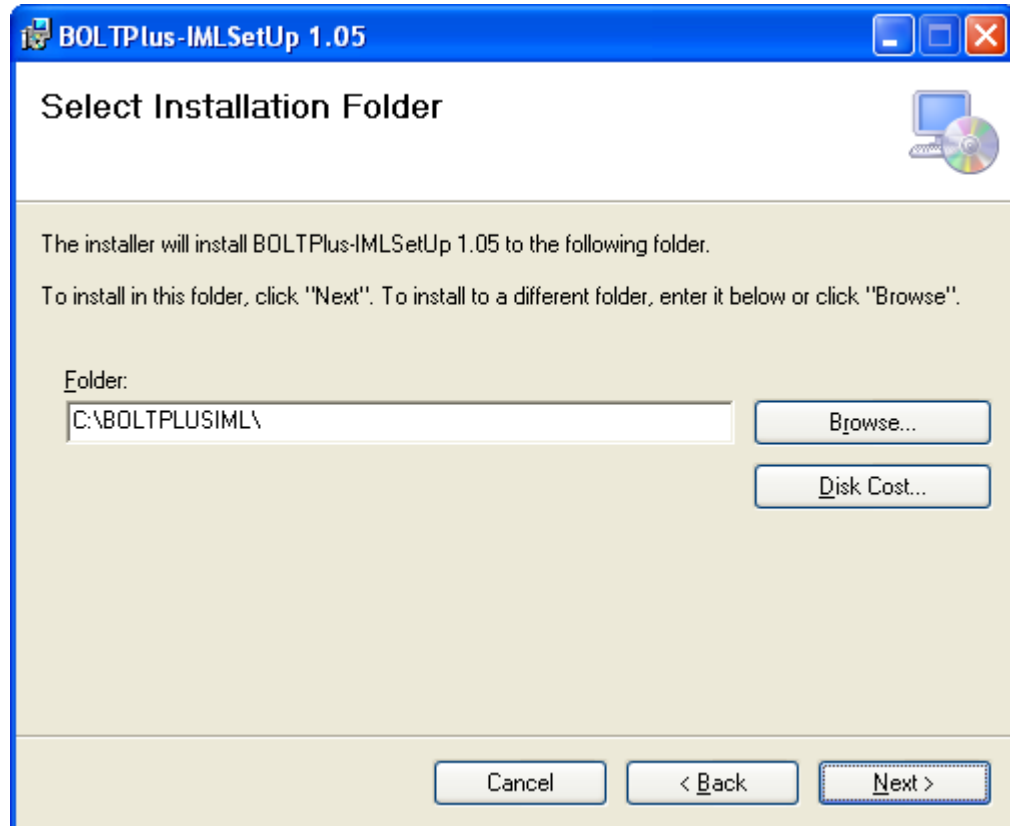 BOLTPlus-IMLSetUp 1.05
Select Installation Folder
The installer will install BOLTPlus-IMLSetUp 1.05 to the following folder.
To install in this folder, click "Next". To install to a different folder, enter it below or click "Browse".
Folder:
C:\BOLTPLUSIML\
Browse...
Disk Cost...
Cancel
< Back
Next >